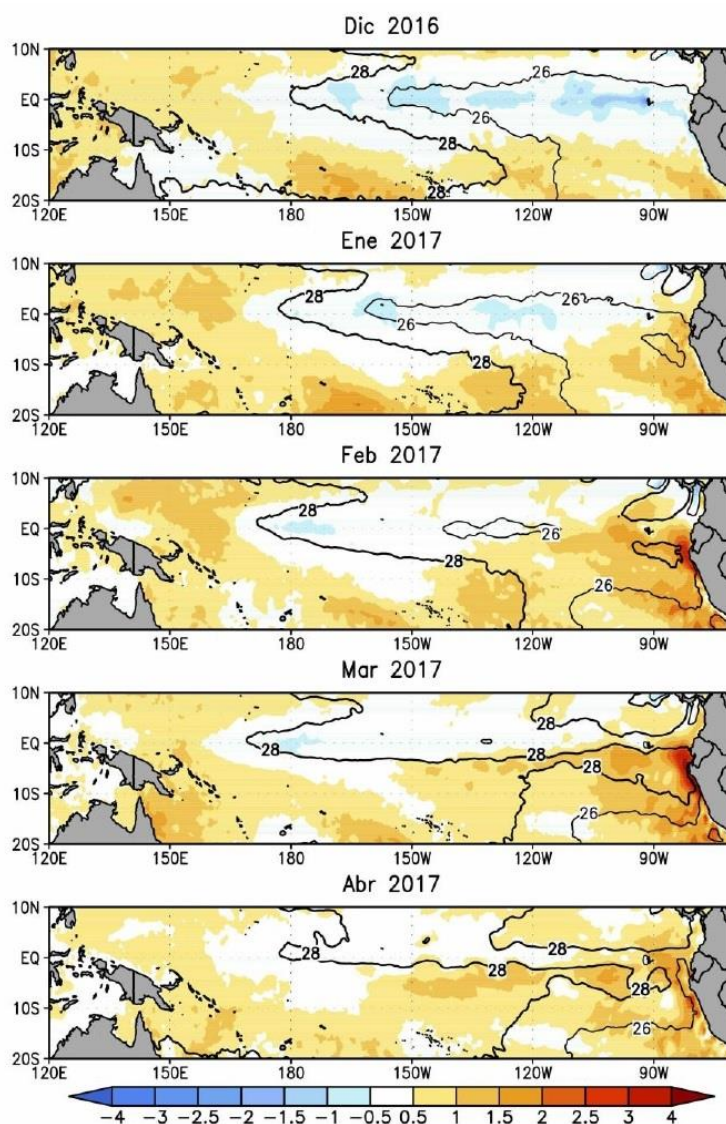 Dic 2016
10N
28
26
EQ
26
10S
28
28
20S
120E 150E 180 150W 120W 90W
Ene 2017
10N
28
26
EQ
26
10S
28
28
20S
120E 150E 180 150W 120W 90W
Feb 2017
10N
28
EQ
26
10S
28
26
20S
120E 150E 180 150W 120W 90W
Mar 2017
10N
28
EQ
28
28
28
10S
26
20S
120E 150E 180 150W 120W 90W
Abr 2017
10N
28
EQ
28
28
28
10S
26
20S
120E 150E 180 150W 120W 90W
-4 -3 -2.5 -2 -1.5 -1 -0.5 0.5 1 1.5 2 2.5 3 4